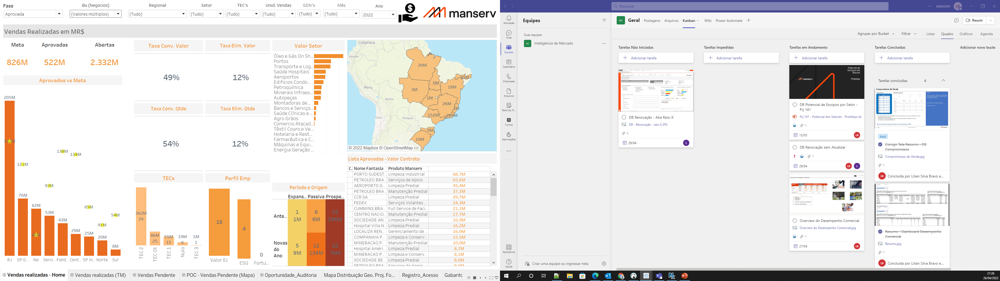 Fase
Bu (Negocios)
Regional
Setor
TEC's
Unid. Vendas
GDN's
Mês
Ano
Aprovada
(Valores múltiplos)
(Tudo)
(Tudo)
(Tudo)
(Tudo)
(Tudo)
(Tudo)
2022
manserv
Vendas Realizadas em MR$
Meta
Aprovadas
Abertas
826M
522M
2.332M
Aprovados vs Meta
205M
152M
121M
138M
134M
76M
93M
62M
53M
43M
65M
54M
41M
29M
25M
20M
8M
RJ
SP G..
Ne
Servi..
Field..
Cent..
SP In..
Norte
Sul
Taxa Conv. Valor
49%
Taxa Elim. Valor
12%
Taxa Conv. Qtde
54%
Taxa Elim. Qtde
12%
TECs
362M
24
86M
25
55M
15
19M
6
1M
1
TEC 2
TEC 0t
TEC 1
Nulo
TEC 3
Perfil Emp
16
4
0
Valor Ec
ESG
Fortu..
Valor Setor
Óleo e Gás On Sh..
Portos
Transporte e Log..
Saúde Hospitais
Aeroportos
Edificios Condo..
Petroquímica
Minerais Infraes..
Autopeças
Montadoras de ..
Bancos e Serviço..
Saúde Clínicas e ..
Agro Grãos
Comercio Atacad..
Têxtil Couro e Ve..
Hotelaria e Rest..
Farmacêutica e C..
Máquinas e Equi..
Energia Geração ..
Período e Origem
Expans..
Passiva
Prospe..
Ante..
1
1M
6
6M
25
296M
Novas do Ano
5
9M
12
134M
22
76M
Colômbia
Equador
Peru
Bolívia
Chile
Paraguai
20M
85M
0M
18M
3M
1M
26M
1M
152M
204M
0M
10M
© 2022 Mapbox © OpenStreetMap
Lista Aprovadas - Valor Contrato
C.
Nome Fantasia
Produto Manserv
PORTO SUDEST.. Limpeza Industrial 68,7M
PETROLEO BRA.. Serviços de Apoio 65,6M
AEROPORTO G.. Limpeza Predial 45,4M
PETROLEO BRA.. Manutenção Predial 37,2M
CCR SA Limpeza Predial 29,7M
FEDEX Serviços Volantes .. 24,3M
CUMMINS BRA.. Full Service de Faci.. 21,1M
CENTRO NACIO.. Manutenção Predial 17,7M
SOCIEDADE AN.. Limpeza Predial 16,9M
Hospital Villa N.. Limpeza Predial 16,2M
LOCALIZA REN.. Gerenciamento de .. 16,0M
COMPANHIA P.. Limpeza e Conserv.. 15,5M
MINERACAO P.. Manutenção Predial 10,0M
Hospital Améri.. Limpeza Predial 8,7M
MINERACAO P.. Limpeza e Conserv.. 8,1M
SOCIEDADE BE.. Limpeza Predial 8,0M
PETROLEO BRA.. Serviços de Apoio 8,0M
Vendas realizadas - Home
Vendas realizadas (TM)
Vendas Pendente
POC - Vendas Pendente (Mapa)
Oportunidade_Auditoria
Mapa Distribuição Geo. Proj. Fo...
Registro_Acesso
Gabarito
Pesquisar
MANSERV
LB
Atividade
Chat
Equipes
Calendário
Chamadas
Arquivos
Tasks by Pl...
Turnos
Aprovações
Aplicativos
Ajuda
Equipes
Suas equipes
IM
Inteligência de Mercado
Criar uma equipe ou ingressar nela
IM
Geral
Postagens
Arquivos
Kanban
Wiki
Power Automate
Reunir
Agrupar por Bucket
Filtrar
Listar
Quadro
Gráficos
Agenda
Tarefas Não Iniciadas
Adicionar tarefa
DB Renovação - Aba Raio-X
DB - Renovação - raio X.JPG
2
29/04
L
Tarefas Impedidas
Adicionar tarefa
Tarefas em Andamento
Adicionar tarefa
Potencial de
Serviços dos
Setores
Protótipo
manserv
DB Potencial de Escopos por Setor -
Prj 141
Prj 141 - Potencial dos Setores - Protótipo de
1
13/05
LB
DB Renovação sem Atualizar
1
29/04
LB
L
Overview do Desempenho Comercial
Overview do Desempenho Comercial.jpg
1
27/04
LB
Tarefas Concluídas
Adicionar tarefa
Tarefas concluídas
4
Compromissos de Venda
Azul
Corrigir Tela Resumo - DB
Compromissos
Compromissos de Venda.jpg
1
LB
Concluída por Lilian Silva Bravo e...
Resumo - Dashboard Desempenho
Comercial
Resumo.jpg
1
LB
Concluída por Lilian Silva Bravo e...
Adicionar novo bucke
21:26
26/04/2022